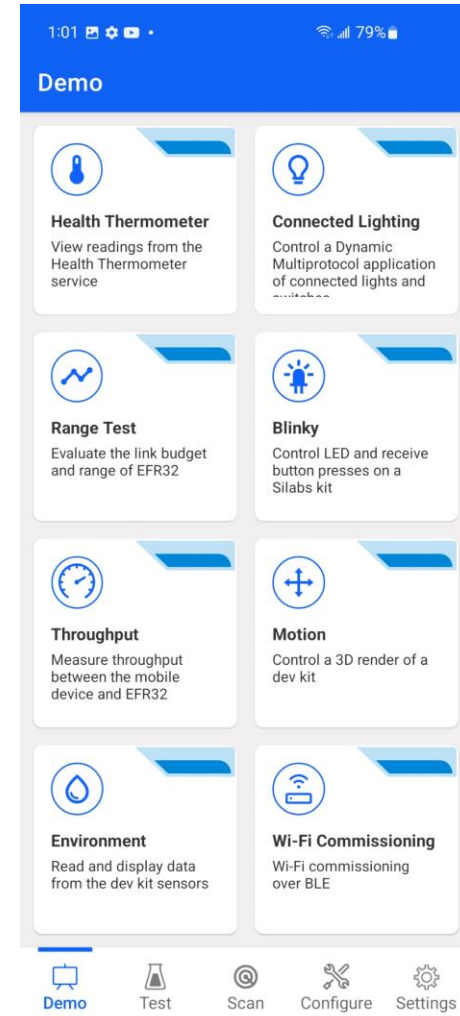 1:01
79%
Demo
Health Thermometer
View readings from the
Health Thermometer
service
Connected Lighting
Control a Dynamic
Multiprotocol application
of connected lights and
switches
Range Test
Evaluate the link budget
and range of EFR32
Blinky
Control LED and receive
button presses on a
Silabs kit
Throughput
Measure throughput
between the mobile
device and EFR32
Motion
Control a 3D render of a
dev kit
Environment
Read and display data
from the dev kit sensors
Wi-Fi Commissioning
Wi-Fi commissioning
over BLE
Demo
Test
Scan
Configure
Settings